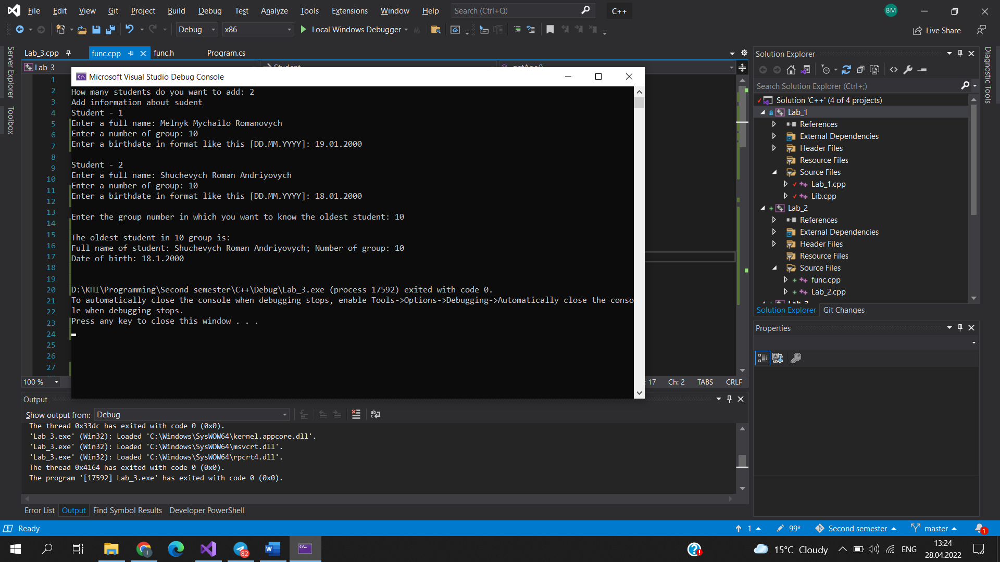 File Edit View Git Project Build Debug Test Analyze Tools Extensions Window Help Search (Ctrl+Q) C++ BM
Debug x86 Local Windows Debugger Live Share
Server Explorer
Toolbox
Lab_3.cpp func.cpp func.h Program.cs
Lab_3
1
2
3
4
5
6
7
8
9
10
11
12
13
14
15
16
17
18
19
20
21
22
23
24
25
26
27
Microsoft Visual Studio Debug Console
How many students do you want to add: 2
Add information about sudent
Student - 1
Enter a full name: Melnyk Mychailo Romanovych
Enter a number of group: 10
Enter a birthdate in format like this [DD.MM.YYYY]: 19.01.2000
Student - 2
Enter a full name: Shuchevych Roman Andriyovych
Enter a number of group: 10
Enter a birthdate in format like this [DD.MM.YYYY]: 18.01.2000
Enter the group number in which you want to know the oldest student: 10
The oldest student in 10 group is:
Full name of student: Shuchevych Roman Andriyovych; Number of group: 10
Date of birth: 18.1.2000
D:\КПІ\Programming\Second semester\C++\Debug\Lab_3.exe (process 17592) exited with code 0.
To automatically close the console when debugging stops, enable Tools->Options->Debugging->Automatically close the conso
le when debugging stops.
Press any key to close this window . . .
100 % : 17 Ch: 2 TABS CRLF
Output
Show output from: Debug
The thread 0x33dc has exited with code 0 (0x0).
'Lab_3.exe' (Win32): Loaded 'C:\Windows\SysWOW64\kernel.appcore.dll'.
'Lab_3.exe' (Win32): Loaded 'C:\Windows\SysWOW64\msvcrt.dll'.
'Lab_3.exe' (Win32): Loaded 'C:\Windows\SysWOW64\rpcrt4.dll'.
The thread 0x4164 has exited with code 0 (0x0).
The program '[17592] Lab_3.exe' has exited with code 0 (0x0).
Error List Output Find Symbol Results Developer PowerShell
Solution Explorer
Search Solution Explorer (Ctrl+;)
Solution 'C++' (4 of 4 projects)
Lab_1
References
External Dependencies
Header Files
Resource Files
Source Files
Lab_1.cpp
Lib.cpp
Lab_2
References
External Dependencies
Header Files
Resource Files
Source Files
func.cpp
Lab_2.cpp
Lab_3
Solution Explorer Git Changes
Properties
Diagnostic Tools
Ready 1 99* Second semester master 1
82 15°C Cloudy ENG 13:24
28.04.2022